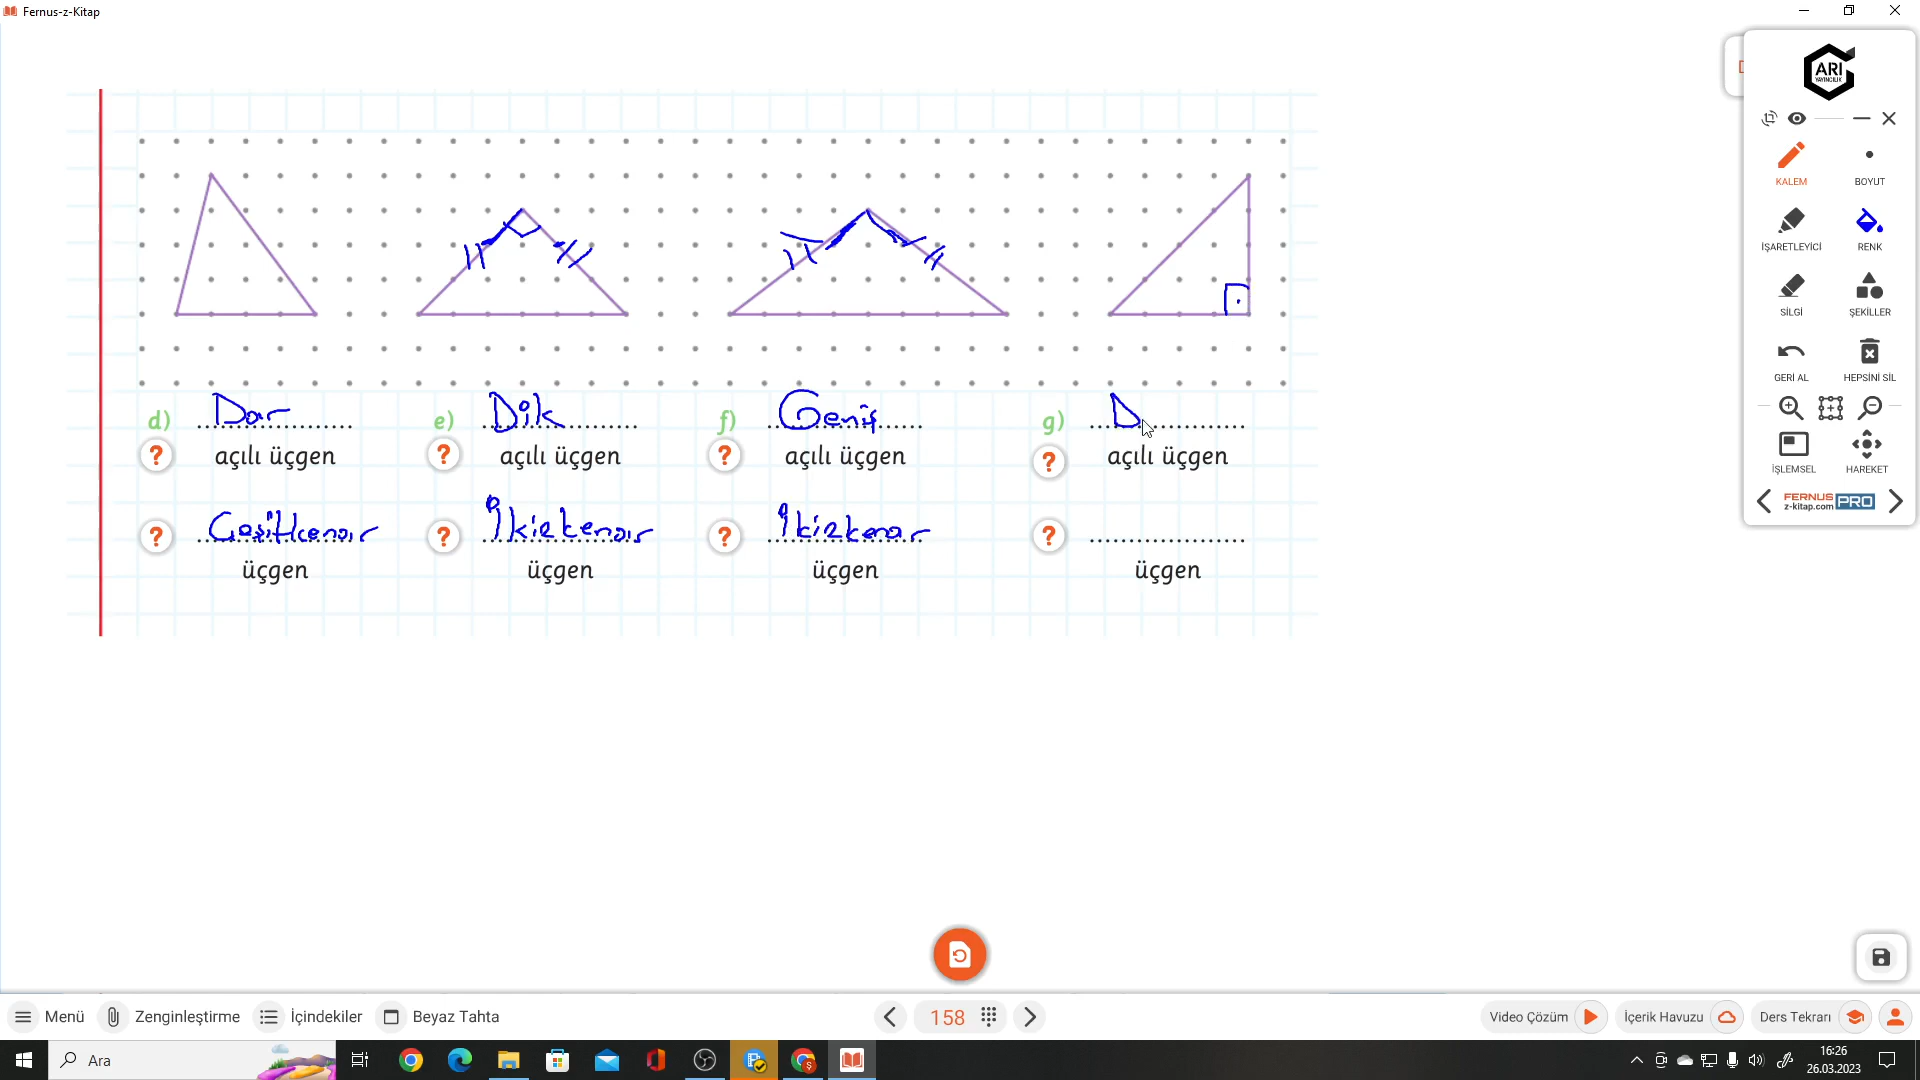 Fernus-z-Kitap
ARI
YAYINCILIK
KALEM
BOYUT
İŞARETLEYİCİ
RENK
SİLGİ
ŞEKİLLER
GERİ AL
HEPSİNİ SİL
İŞLEMSEL
HAREKET
FERNUS PRO
z-kitap.com
d) Dar e) Dik f) Geniş g) D
? açılı üçgen ? açılı üçgen ? açılı üçgen ? açılı üçgen
? Çeşitkenar ? İkizkenar ? İkizkenar ?
üçgen üçgen üçgen üçgen
Menü Zenginleştirme İçindekiler Beyaz Tahta 158 Video Çözüm İçerik Havuzu Ders Tekrarı
Ara
16:26
26.03.2023